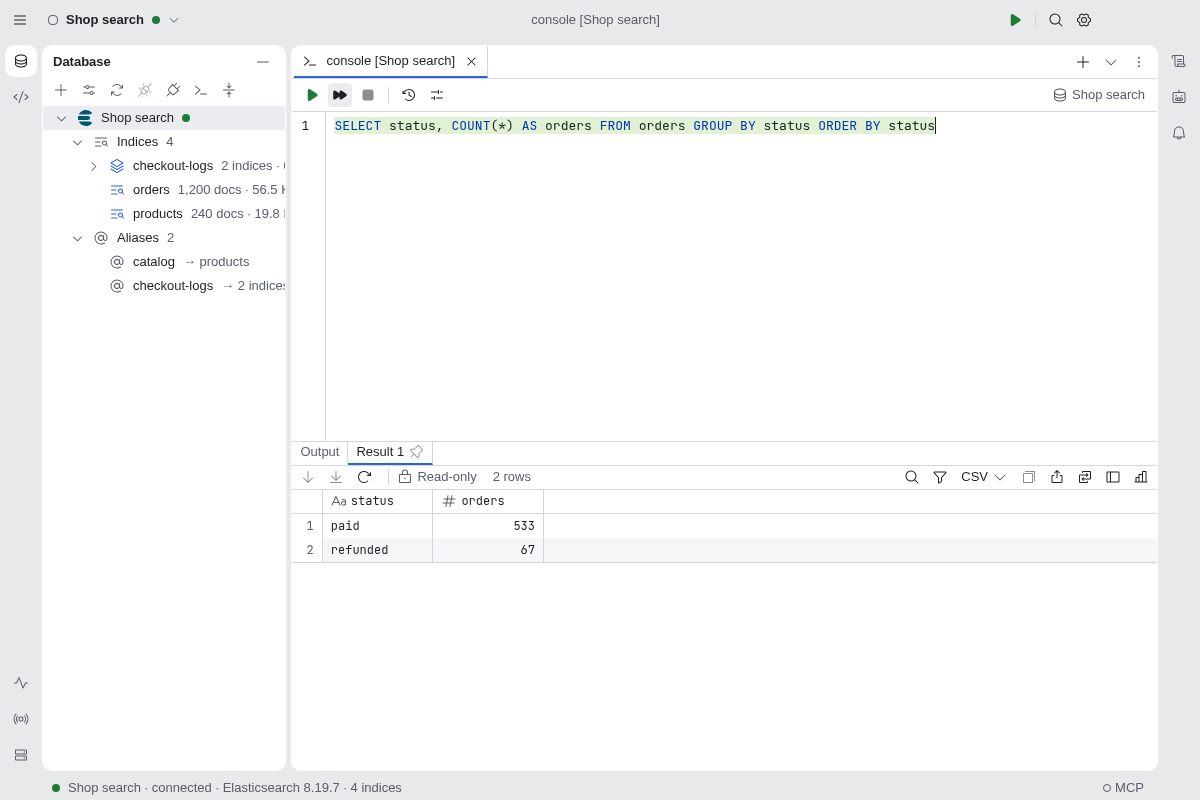 Shop search
console [Shop search]
Database
console [Shop search]
Shop search
Shop search
Indices 4
checkout-logs 2 indices ·
orders 1,200 docs · 56.5
products 240 docs · 19.8
Aliases 2
catalog → products
checkout-logs → 2 indices
1 SELECT status, COUNT(*) AS orders FROM orders GROUP BY status ORDER BY status
Output Result 1
Read-only 2 rows CSV
status orders
1 paid 533
2 refunded 67
Shop search · connected · Elasticsearch 8.19.7 · 4 indices
MCP